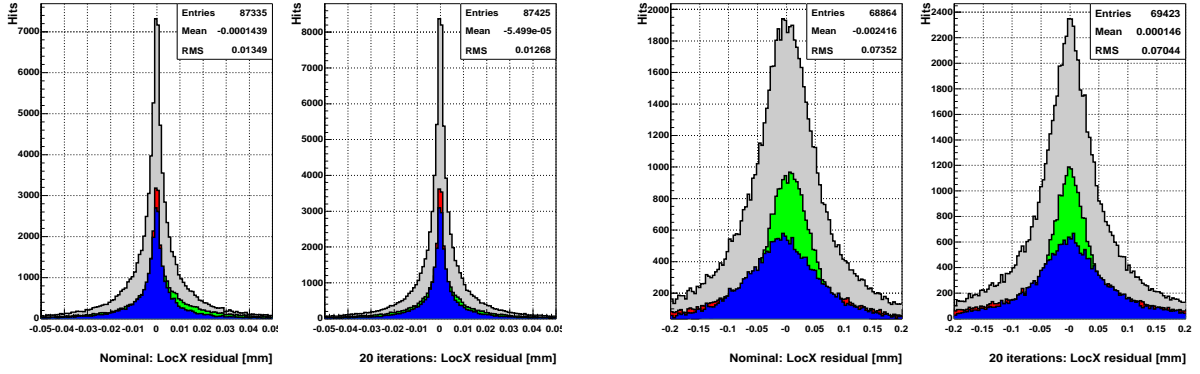 Hits
Entries 87335
Mean -0.0001439
RMS 0.01349
7000
6000
5000
4000
3000
2000
1000
0
-0.05-0.04-0.03-0.02-0.01 0 0.01 0.02 0.03 0.04 0.05
Nominal: LocX residual [mm]
Entries 87425
Mean -5.499e-05
RMS 0.01268
8000
7000
6000
5000
4000
3000
2000
1000
0
-0.05-0.04-0.03-0.02-0.01 0 0.01 0.02 0.03 0.04 0.05
20 iterations: LocX residual [mm]
Hits
Entries 68864
Mean -0.002416
RMS 0.07352
2000
1800
1600
1400
1200
1000
800
600
400
200
-0.2 -0.15 -0.1 -0.05 -0 0.05 0.1 0.15 0.2
Nominal: LocX residual [mm]
Entries 69423
Mean 0.000146
RMS 0.07044
2400
2200
2000
1800
1600
1400
1200
1000
800
600
400
200
-0.2 -0.15 -0.1 -0.05 -0 0.05 0.1 0.15 0.2
20 iterations: LocX residual [mm]